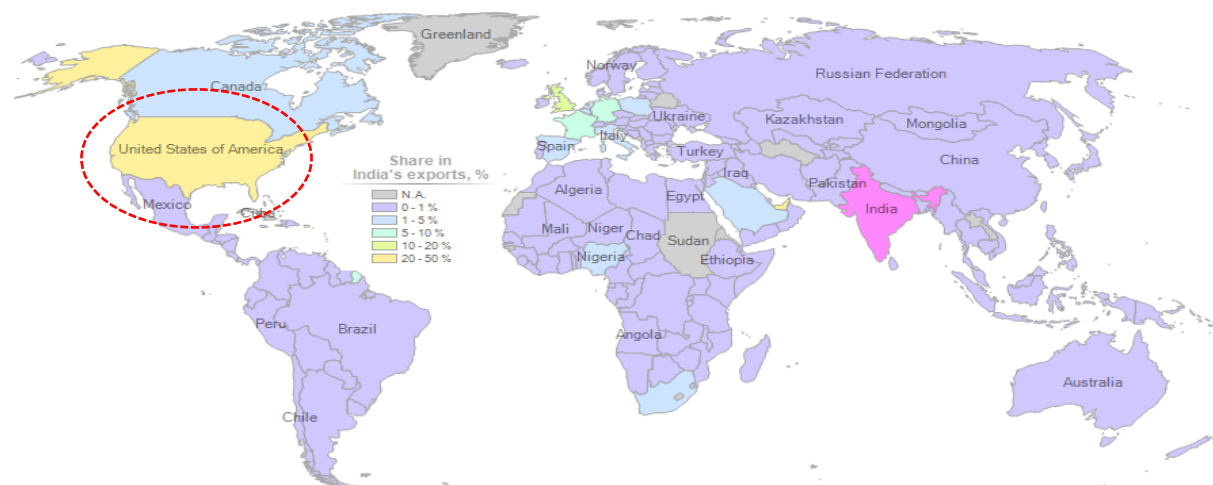 Greenland
Norway
Russian Federation
Canada
Ukraine
Kazakhstan
Mongolia
Italy
Spain
United States of America
Turkey
China
Share in
India's exports, %
Iraq
Pakistan
Algeria
Egypt
N.A.
Mexico
0 - 1 %
India
Cuba
1 - 5 %
5 - 10 %
Mali
Niger
Chad
Sudan
10 - 20 %
Nigeria
Ethiopia
20 - 50 %
Peru
Brazil
Angola
Australia
Chile